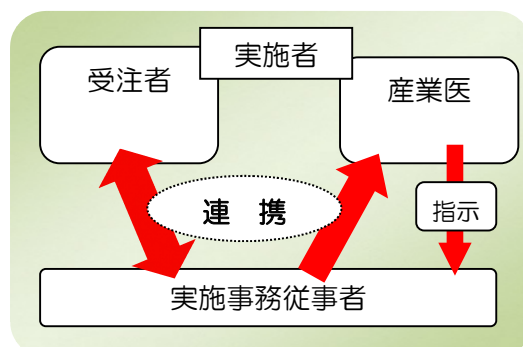 実施者
受注者
産業医
連　携
指示
実施事務従事者